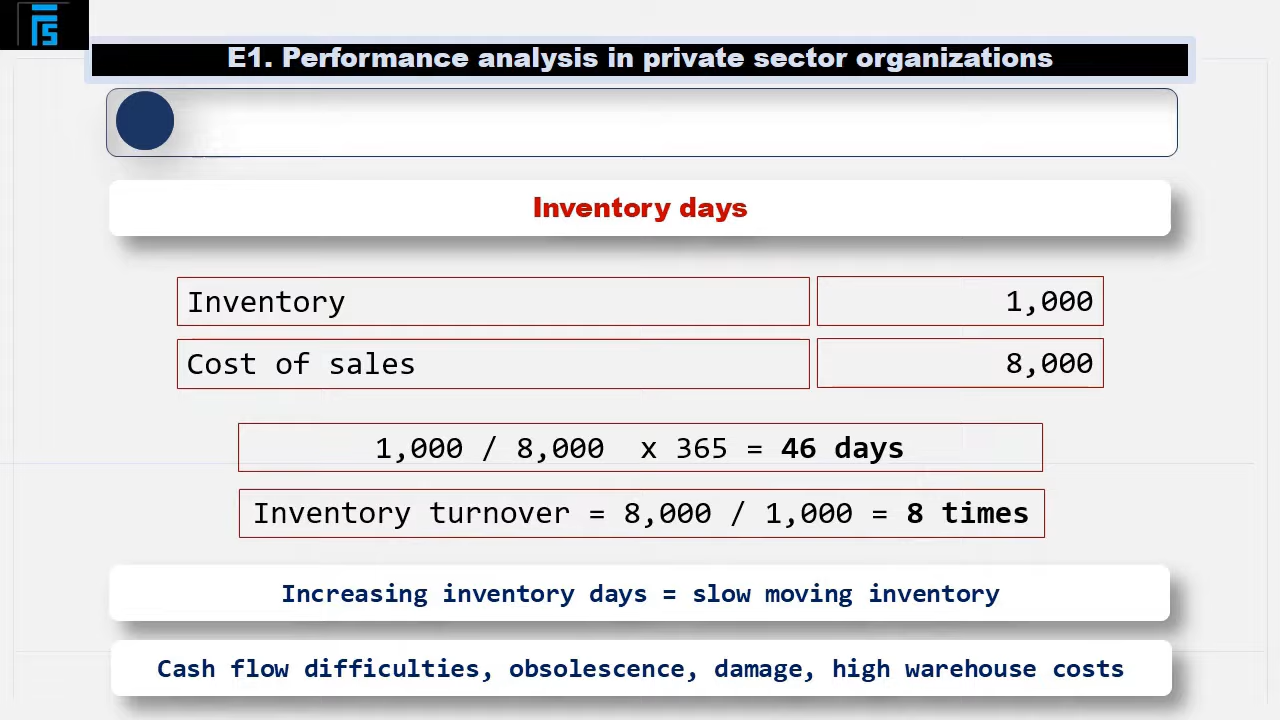 FS
E1. Performance analysis in private sector organizations
Inventory days
Inventory 1,000
Cost of sales 8,000
1,000 / 8,000 x 365 = 46 days
Inventory turnover = 8,000 / 1,000 = 8 times
Increasing inventory days = slow moving inventory
Cash flow difficulties, obsolescence, damage, high warehouse costs